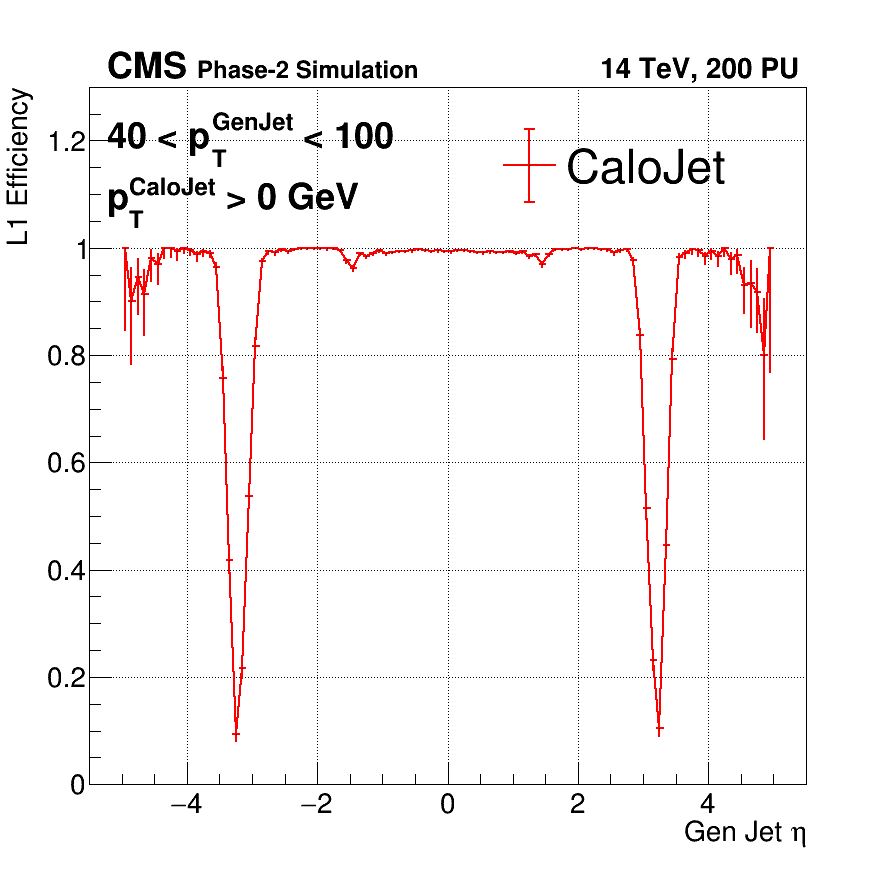 CMS Phase-2 Simulation 14 TeV, 200 PU
L1 Efficiency
40 < p_T^GenJet < 100
p_T^CaloJet > 0 GeV
CaloJet
1.2
1
0.8
0.6
0.4
0.2
0
−4 −2 0 2 4
Gen Jet η